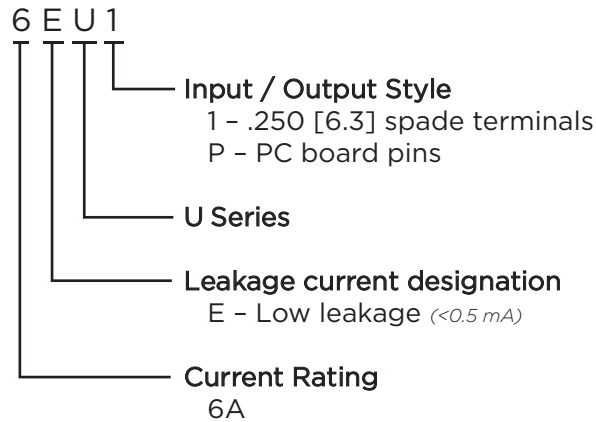 6 E U 1
Input / Output Style
1 – .250 [6.3] spade terminals
P – PC board pins
U Series
Leakage current designation
E – Low leakage (<0.5 mA)
Current Rating
6A